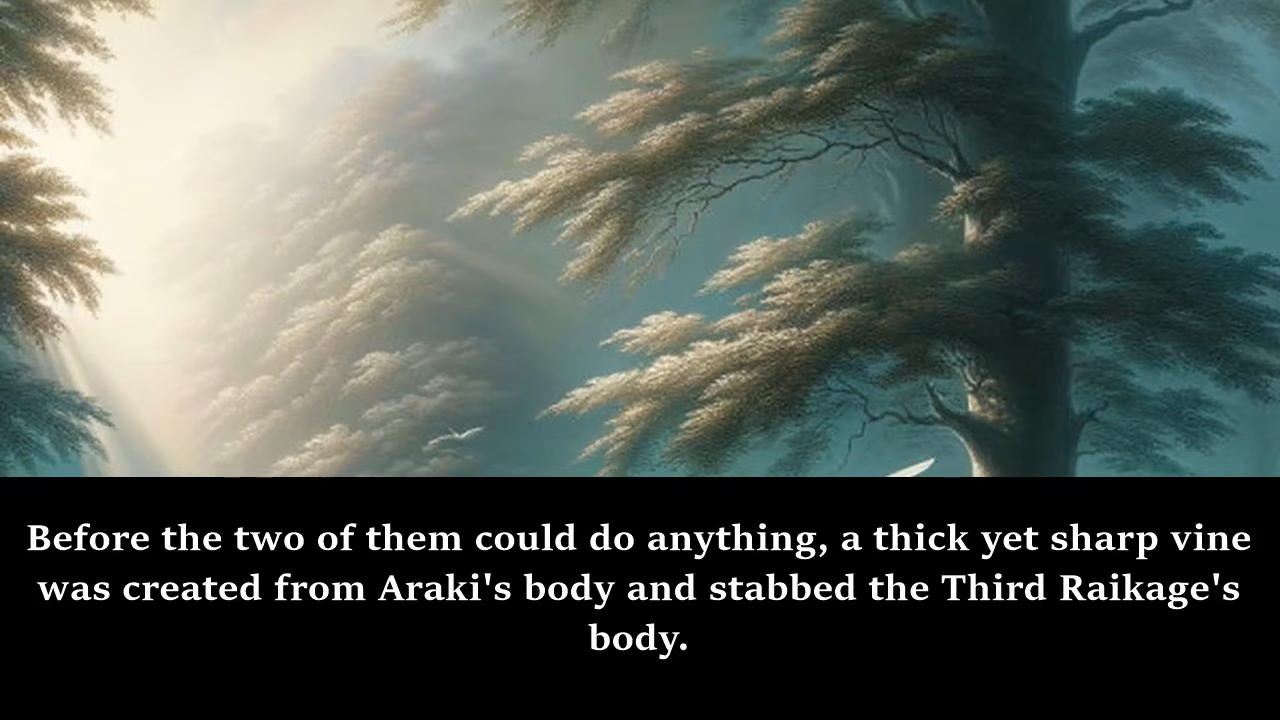 Before the two of them could do anything, a thick yet sharp vine
was created from Araki's body and stabbed the Third Raikage's
body.